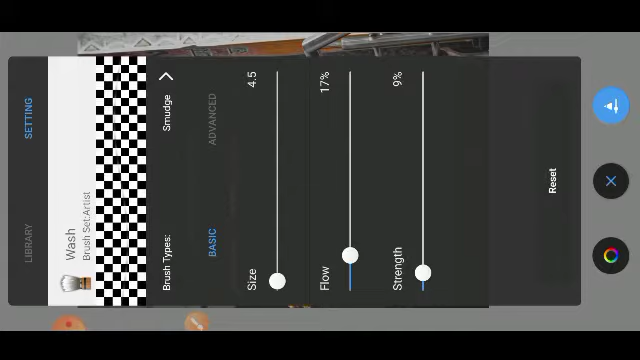 LIBRARY
SETTING
Wash
Brush Set:Artist
Brush Types:
Smudge
BASIC
ADVANCED
Size
4.5
Flow
17%
Strength
9%
Reset